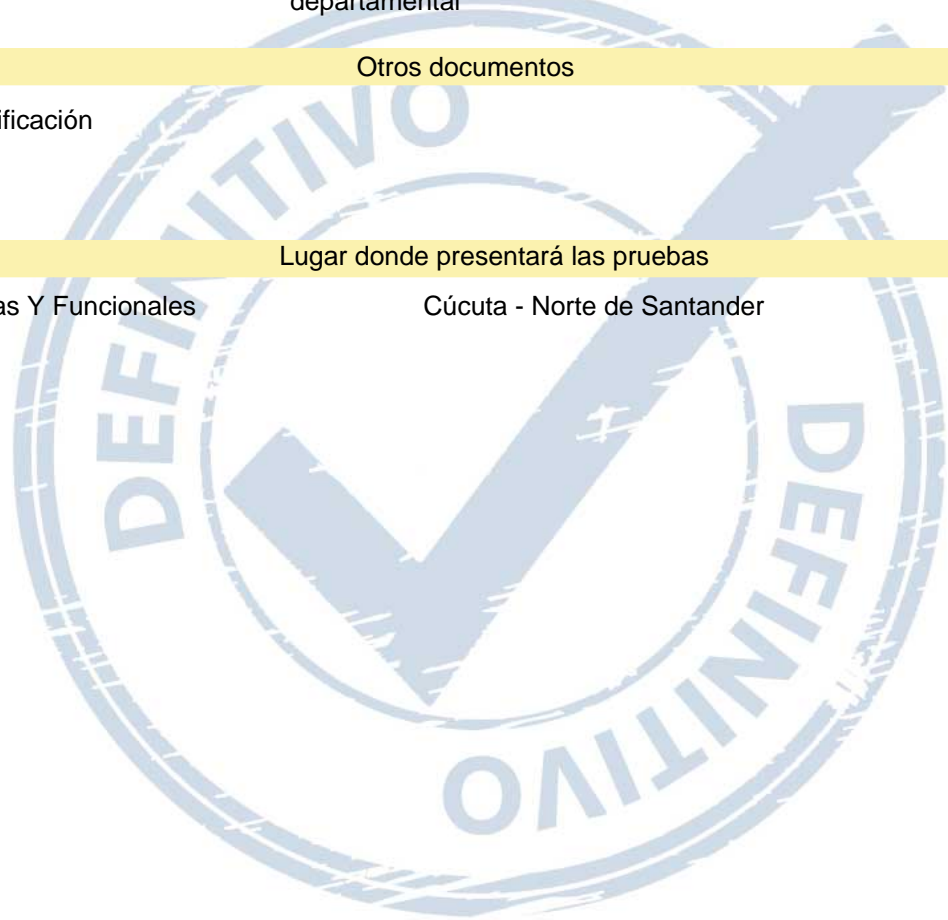 departamental
Otros documentos
ificación
Lugar donde presentará las pruebas
as Y Funcionales Cúcuta - Norte de Santander
DEFINITIVO
DEFINITIVO